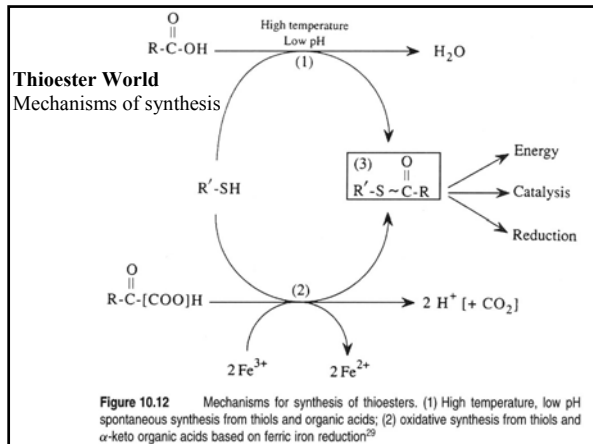 O
||
R-C-OH
High temperature
Low pH
(1)
H₂O
Thioester World
Mechanisms of synthesis
R′-SH
(3)
O
||
R′-S ~ C-R
Energy
Catalysis
Reduction
O
||
R-C-[COO]H
(2)
2 H⁺ [+ CO₂]
2 Fe³⁺
2 Fe²⁺
Figure 10.12 Mechanisms for synthesis of thioesters. (1) High temperature, low pH
spontaneous synthesis from thiols and organic acids; (2) oxidative synthesis from thiols and
α-keto organic acids based on ferric iron reduction²⁹